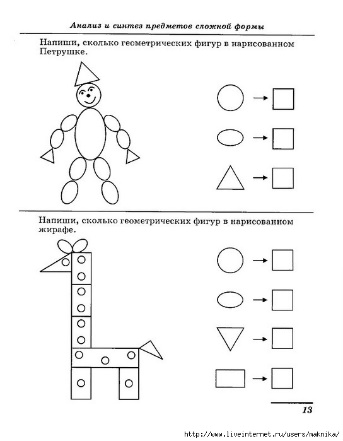 Анализ и синтез предметов сложной формы
Напиши, сколько геометрических фигур в нарисованном
Петрушке.
Напиши, сколько геометрических фигур в нарисованном
жирафе.
13
http://www.liveinternet.ru/users/maknika/